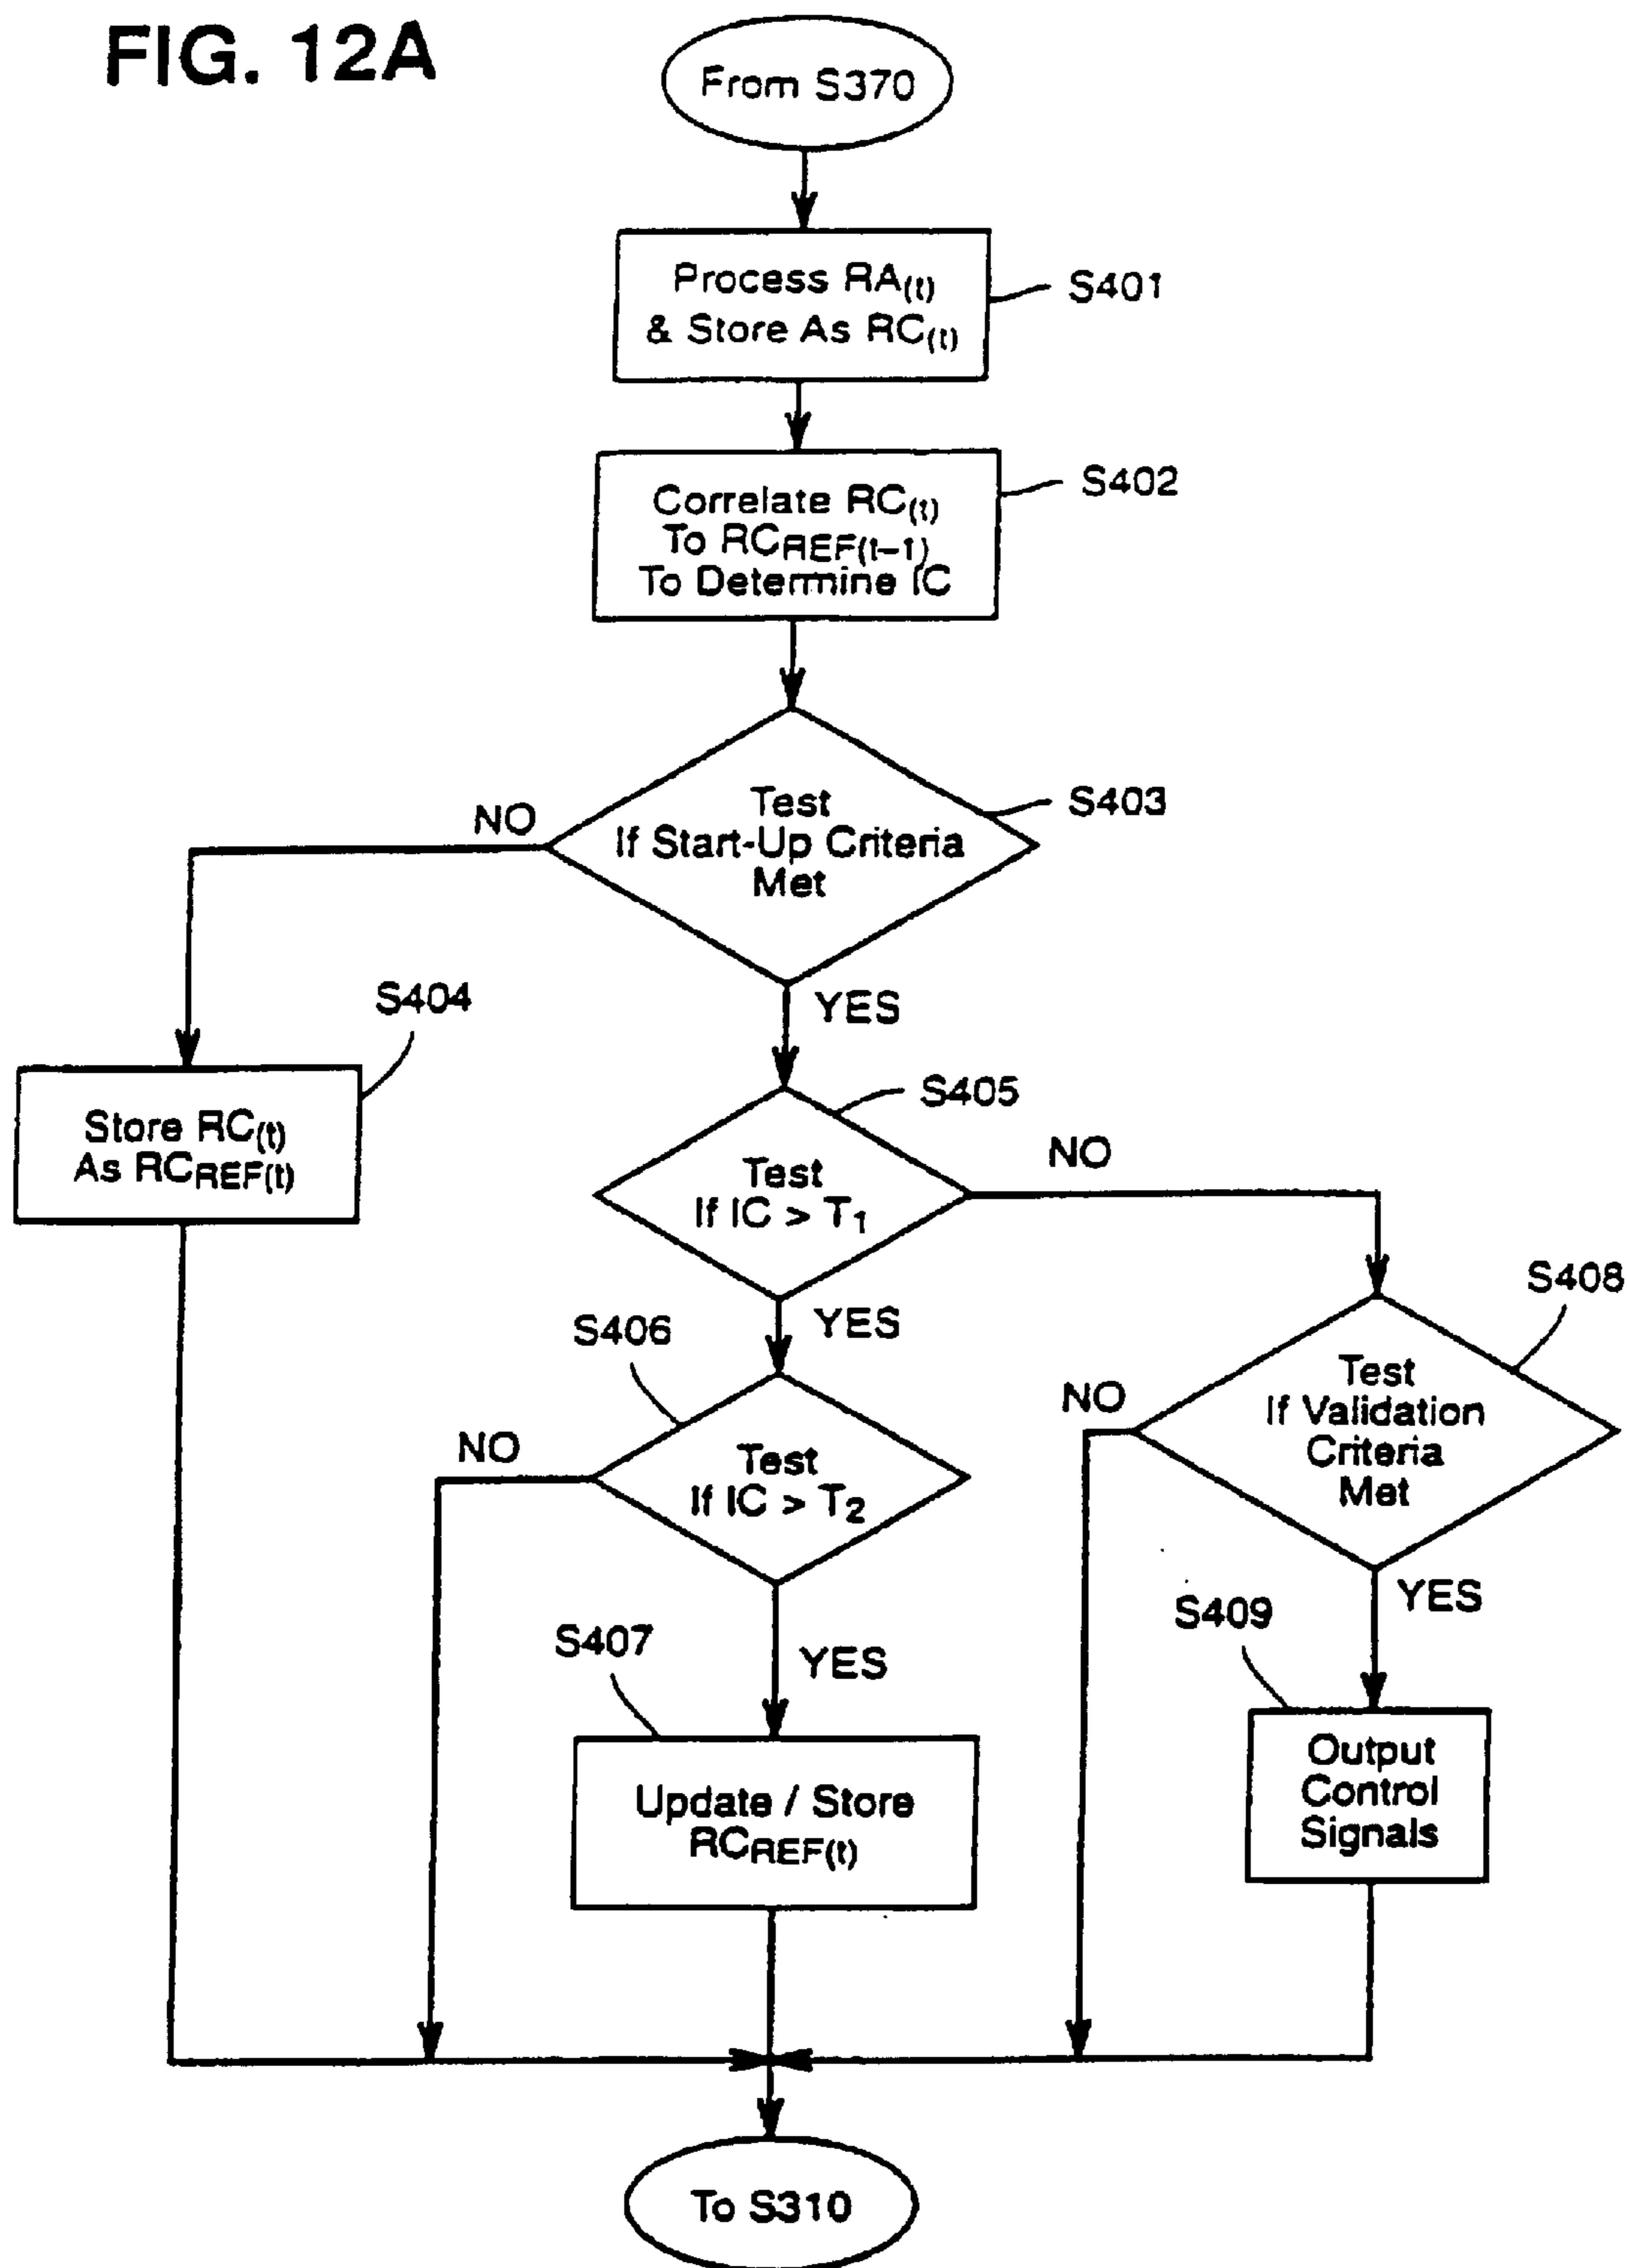 FIG. 12A
From S370
Process RA(t)
& Store As RC(t)
S401
Correlate RC(t)
To RCREF(t-1)
To Determine IC
S402
Test
If Start-Up Criteria
Met
S403
NO
YES
S404
Store RC(t)
As RCREF(t)
S405
Test
If IC > T1
NO
YES
S406
Test
If IC > T2
NO
YES
S408
Test
If Validation
Criteria
Met
NO
YES
S407
Update / Store
RCREF(t)
S409
Output
Control
Signals
To S310